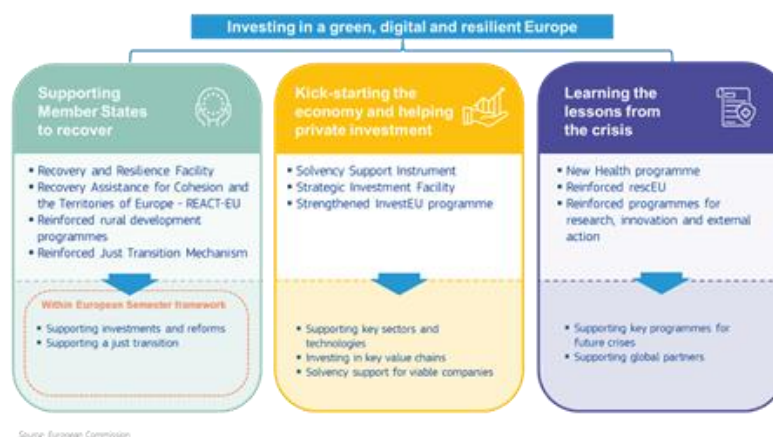 Investing in a green, digital and resilient Europe
Supporting
Member States
to recover
▪ Recovery and Resilience Facility
▪ Recovery Assistance for Cohesion and
the Territories of Europe - REACT-EU
▪ Reinforced rural development
programmes
▪ Reinforced Just Transition Mechanism
Within European Semester framework
▪ Supporting investments and reforms
▪ Supporting a just transition
Kick-starting the
economy and helping
private investment
▪ Solvency Support Instrument
▪ Strategic Investment Facility
▪ Strengthened InvestEU programme
▪ Supporting key sectors and
technologies
▪ Investing in key value chains
▪ Solvency support for viable companies
Learning the
lessons from
the crisis
▪ New Health programme
▪ Reinforced rescEU
▪ Reinforced programmes for
research, innovation and external
action
▪ Supporting key programmes for
future crises
▪ Supporting global partners
Source: European Commission